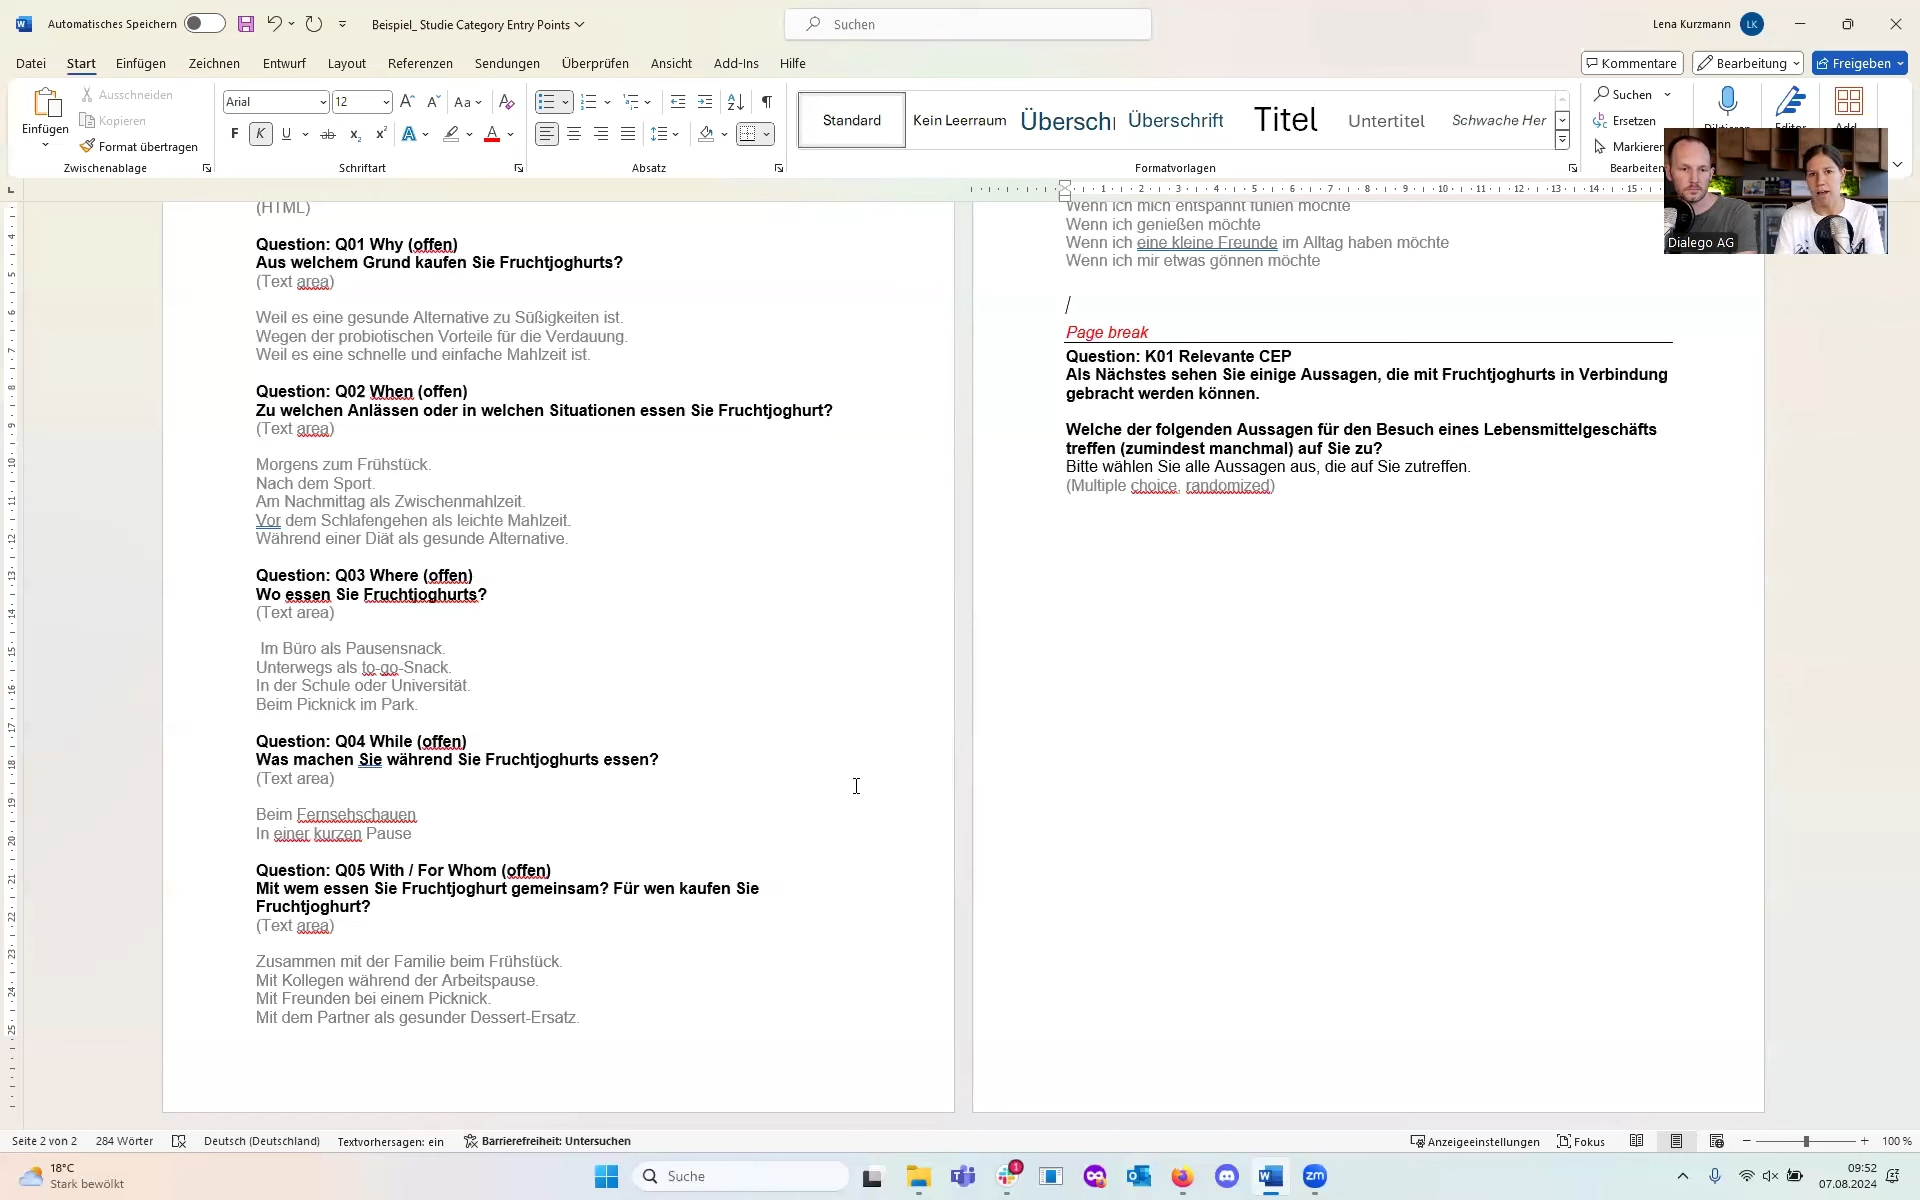 Automatisches Speichern
Beispiel_ Studie Category Entry Points
Suchen
Lena Kurzmann
LK
Datei
Start
Einfügen
Zeichnen
Entwurf
Layout
Referenzen
Sendungen
Überprüfen
Ansicht
Add-Ins
Hilfe
Kommentare
Bearbeitung
Freigeben
Einfügen
Ausschneiden
Kopieren
Format übertragen
Zwischenablage
Arial
12
Schriftart
Absatz
Standard
Kein Leerraum
Überschi
Überschrift
Titel
Untertitel
Schwache Her
Formatvorlagen
Suchen
Ersetzen
Markieren
Bearbeiten
Dialego AG
(HTML)
Question: Q01 Why (offen)
Aus welchem Grund kaufen Sie Fruchtjoghurts?
(Text area)
Weil es eine gesunde Alternative zu Süßigkeiten ist.
Wegen der probiotischen Vorteile für die Verdauung.
Weil es eine schnelle und einfache Mahlzeit ist.
Question: Q02 When (offen)
Zu welchen Anlässen oder in welchen Situationen essen Sie Fruchtjoghurt?
(Text area)
Morgens zum Frühstück.
Nach dem Sport.
Am Nachmittag als Zwischenmahlzeit.
Vor dem Schlafengehen als leichte Mahlzeit.
Während einer Diät als gesunde Alternative.
Question: Q03 Where (offen)
Wo essen Sie Fruchtjoghurts?
(Text area)
Im Büro als Pausensnack.
Unterwegs als to-go-Snack.
In der Schule oder Universität.
Beim Picknick im Park.
Question: Q04 While (offen)
Was machen Sie während Sie Fruchtjoghurts essen?
(Text area)
Beim Fernsehschauen
In einer kurzen Pause
Question: Q05 With / For Whom (offen)
Mit wem essen Sie Fruchtjoghurt gemeinsam? Für wen kaufen Sie
Fruchtjoghurt?
(Text area)
Zusammen mit der Familie beim Frühstück.
Mit Kollegen während der Arbeitspause.
Mit Freunden bei einem Picknick.
Mit dem Partner als gesunder Dessert-Ersatz.
Wenn ich mich entspannt fühlen möchte
Wenn ich genießen möchte
Wenn ich eine kleine Freunde im Alltag haben möchte
Wenn ich mir etwas gönnen möchte
Page break
Question: K01 Relevante CEP
Als Nächstes sehen Sie einige Aussagen, die mit Fruchtjoghurts in Verbindung
gebracht werden können.
Welche der folgenden Aussagen für den Besuch eines Lebensmittelgeschäfts
treffen (zumindest manchmal) auf Sie zu?
Bitte wählen Sie alle Aussagen aus, die auf Sie zutreffen.
(Multiple choice, randomized)
Seite 2 von 2
284 Wörter
Deutsch (Deutschland)
Textvorhersagen: ein
Barrierefreiheit: Untersuchen
Anzeigeeinstellungen
Fokus
100 %
18°C
Stark bewölkt
Suche
09:52
07.08.2024